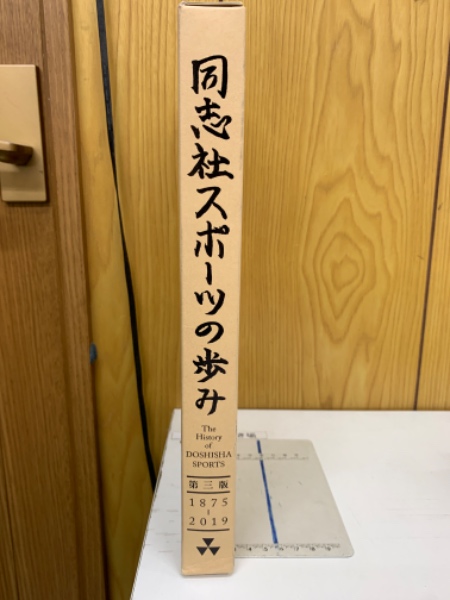 同志社スポーツの歩み
The
History
of
DOSHISHA
SPORTS
第三版
1875
-
2019